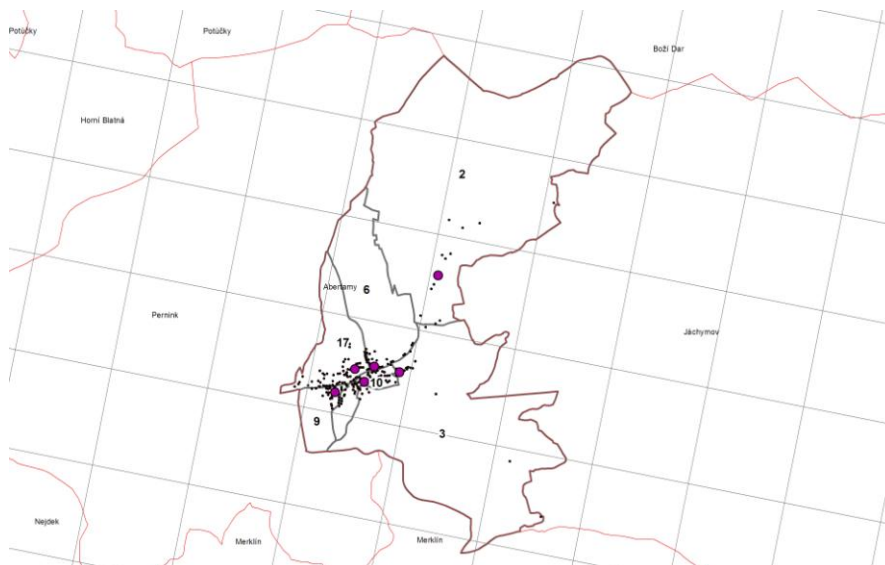 Potůčky
Potůčky
Boží Dar
Horní Blatná
2
Abertamy
6
Pernink
Jáchymov
17
10
9
3
Nejdek
Merklín
Merklín